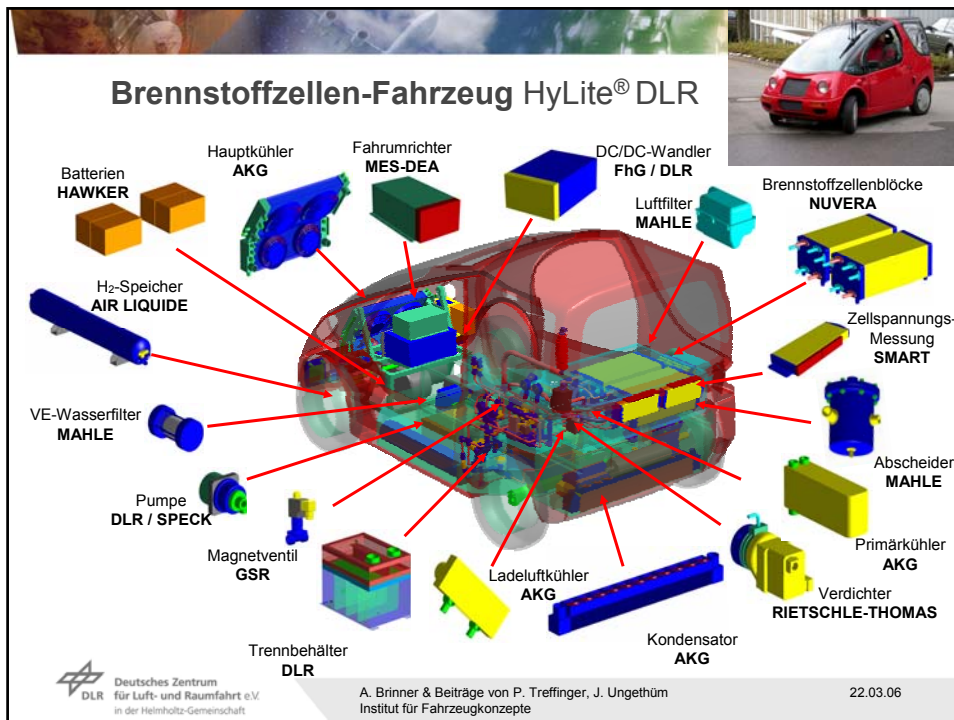 Brennstoffzellen-Fahrzeug HyLite® DLR
Batterien
HAWKER
Hauptkühler
AKG
Fahrumrichter
MES-DEA
DC/DC-Wandler
FhG / DLR
Luftfilter
MAHLE
Brennstoffzellenblöcke
NUVERA
H₂-Speicher
AIR LIQUIDE
Zellspannungs-
Messung
SMART
VE-Wasserfilter
MAHLE
Abscheider
MAHLE
Pumpe
DLR / SPECK
Magnetventil
GSR
Ladeluftkühler
AKG
Primärkühler
AKG
Verdichter
RIETSCHLE-THOMAS
Trennbehälter
DLR
Kondensator
AKG
DLR
Deutsches Zentrum
für Luft- und Raumfahrt e.V.
in der Helmholtz-Gemeinschaft
A. Brinner & Beiträge von P. Treffinger, J. Ungethüm
Institut für Fahrzeugkonzepte
22.03.06